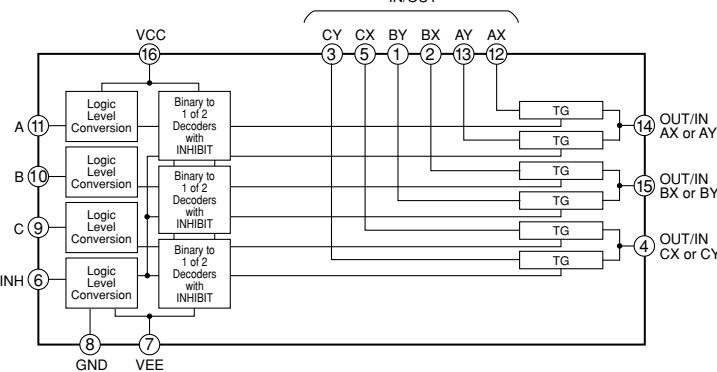 IN/OUT
VCC
CY CX BY BX AY AX
16
3 5 1 2 13 12
Logic
Level
Conversion
Binary to
1 of 2
Decoders
with
INHIBIT
TG
A 11
14
OUT/IN
AX or AY
TG
Logic
Level
Conversion
B 10
Binary to
1 of 2
Decoders
with
INHIBIT
TG
15
OUT/IN
BX or BY
TG
Logic
Level
Conversion
C 9
TG
4
OUT/IN
CX or CY
Binary to
1 of 2
Decoders
with
INHIBIT
TG
Logic
Level
Conversion
INH 6
8
7
GND
VEE